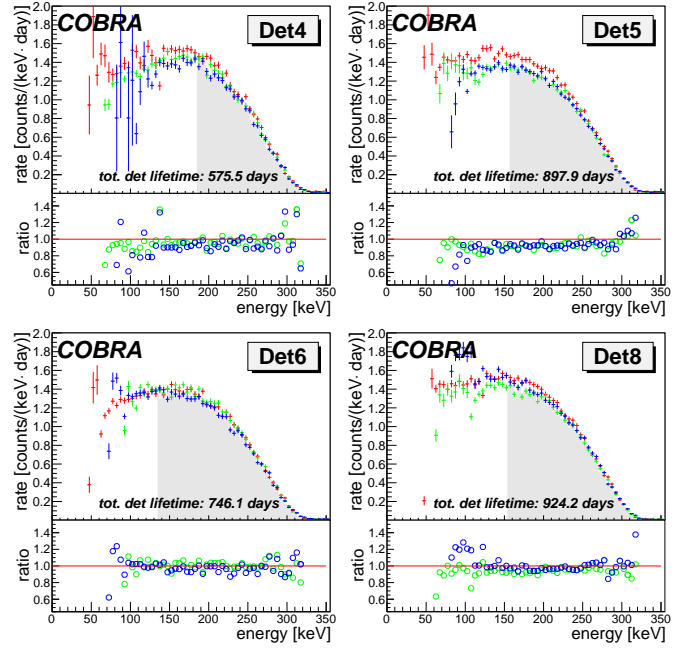 COBRA Det4
rate [counts/(keV· day)]
2.0
1.8
1.6
1.4
1.2
1.0
0.8
0.6
0.4
0.2
tot. det lifetime: 575.5 days
ratio
1.4
1.2
1.0
0.8
0.6
0 50 100 150 200 250 300 350
energy [keV]
COBRA Det5
rate [counts/(keV· day)]
2.0
1.8
1.6
1.4
1.2
1.0
0.8
0.6
0.4
0.2
tot. det lifetime: 897.9 days
ratio
1.4
1.2
1.0
0.8
0.6
0 50 100 150 200 250 300 350
energy [keV]
COBRA Det6
rate [counts/(keV· day)]
2.0
1.8
1.6
1.4
1.2
1.0
0.8
0.6
0.4
0.2
tot. det lifetime: 746.1 days
ratio
1.4
1.2
1.0
0.8
0.6
0 50 100 150 200 250 300 350
energy [keV]
COBRA Det8
rate [counts/(keV· day)]
2.0
1.8
1.6
1.4
1.2
1.0
0.8
0.6
0.4
0.2
tot. det lifetime: 924.2 days
ratio
1.4
1.2
1.0
0.8
0.6
0 50 100 150 200 250 300 350
energy [keV]